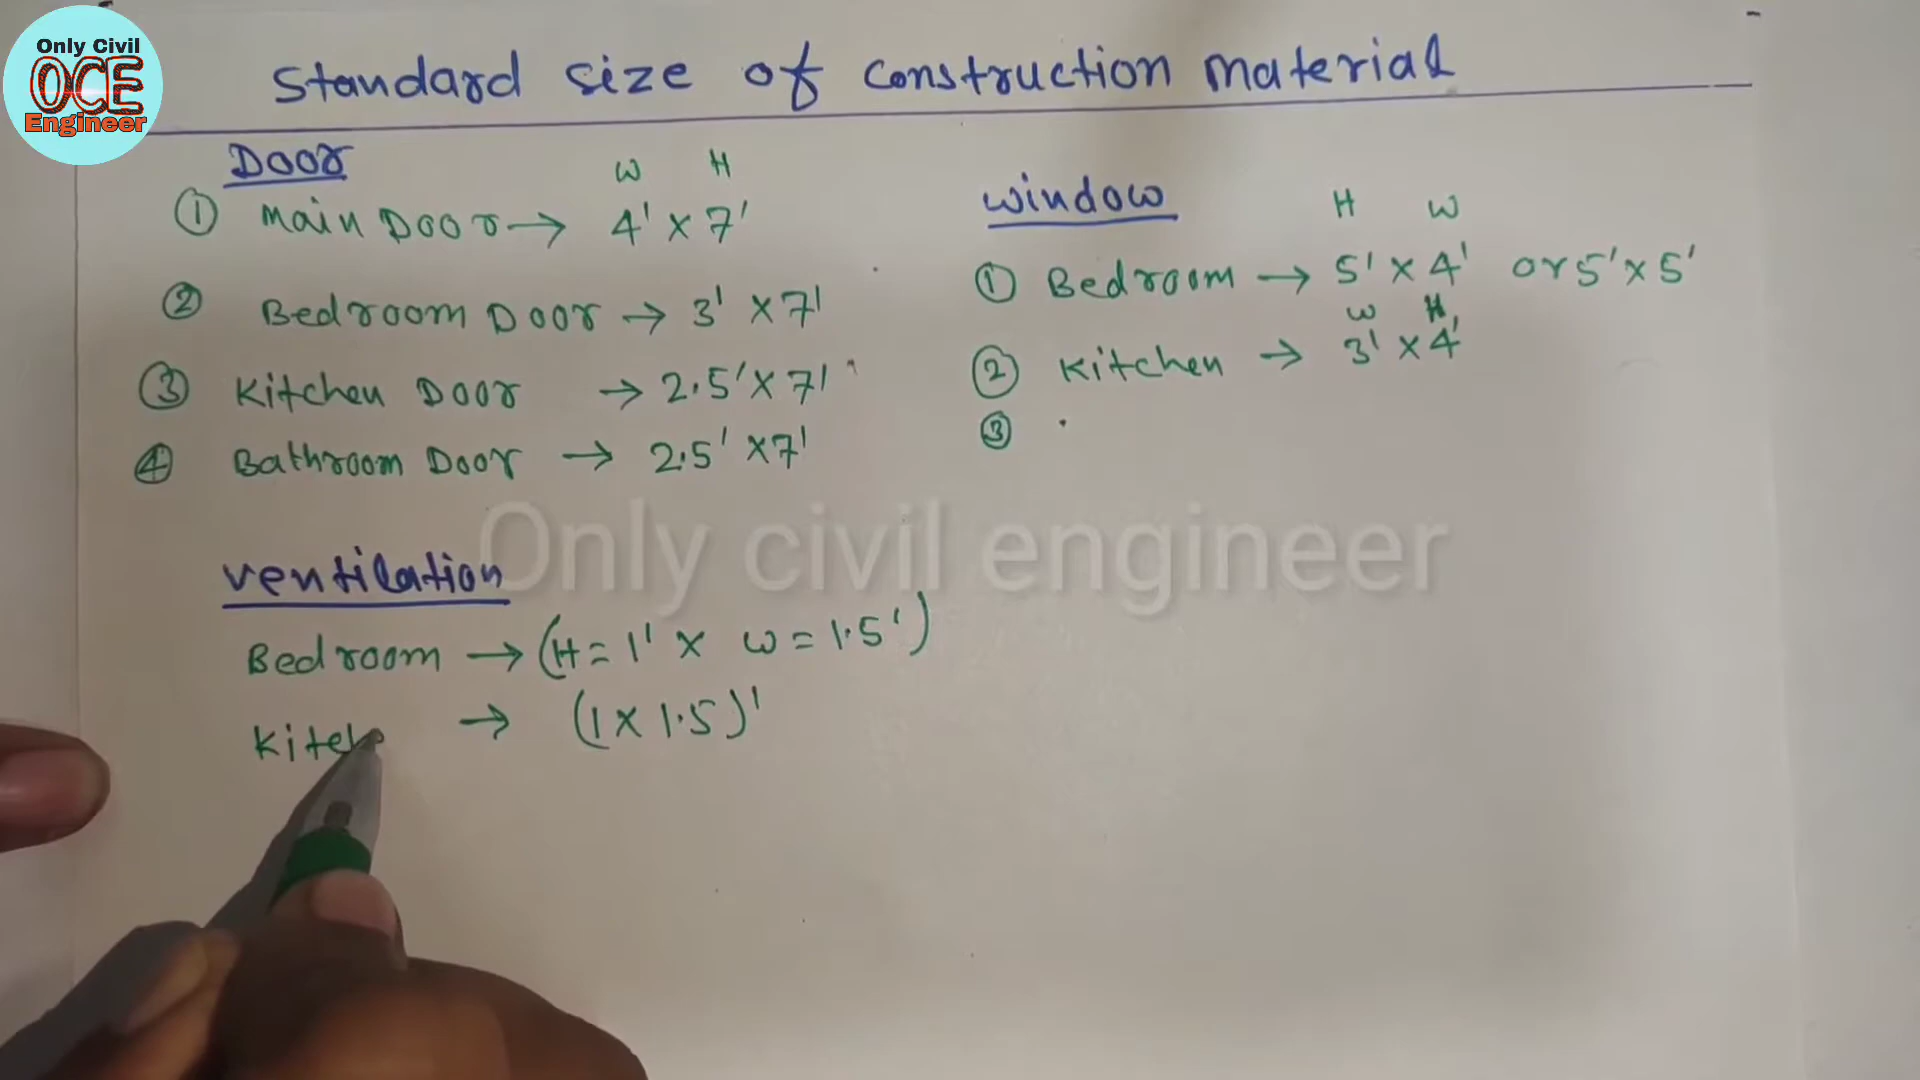 Only Civil
OCE
Engineer
Standard size of construction material
Door
W H
① Main Door → 4' x 7'
② Bedroom Door → 3' x 7'
③ Kitchen Door → 2.5' x 7'
④ Bathroom Door → 2.5' x 7'
window
H W
① Bedroom → 5' x 4' or 5' x 5'
W H
② Kitchen → 3' x 4'
③
Only civil engineer
ventilation
Bedroom → (H = 1' x W = 1.5')
Kitch → (1 x 1.5)'